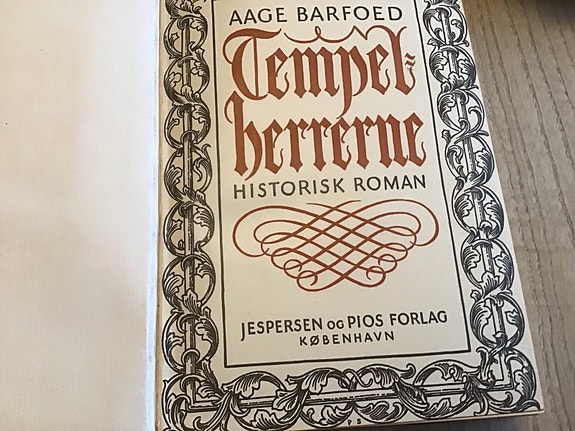 AAGE BARFOED
Tempel-
herrerne
HISTORISK ROMAN
JESPERSEN OG PIOS FORLAG
KØBENHAVN
P S